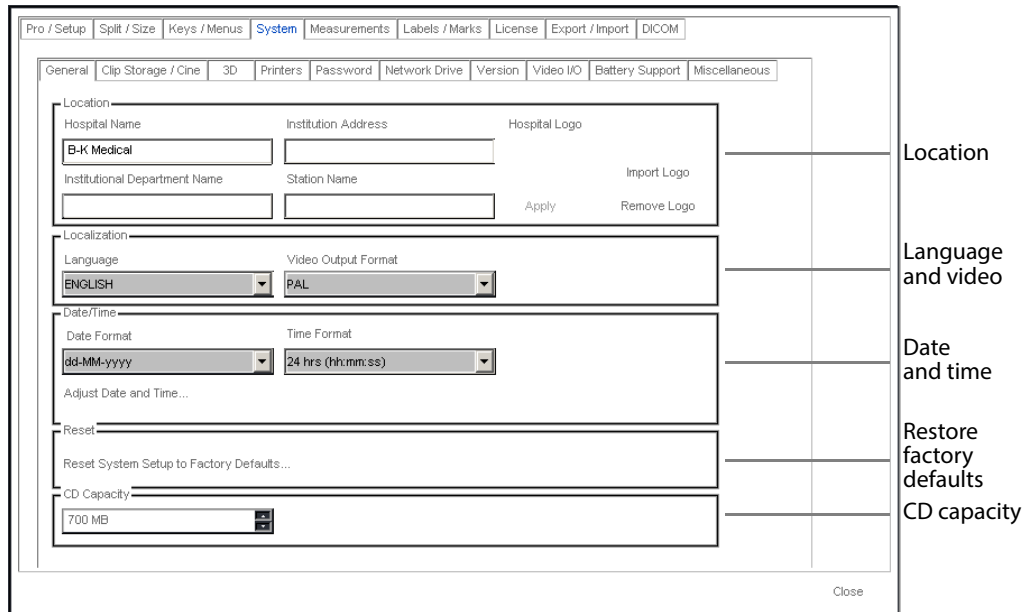 Pro / Setup Split / Size Keys / Menus System Measurements Labels / Marks License Export / Import DICOM
General Clip Storage / Cine 3D Printers Password Network Drive Version Video I/O Battery Support Miscellaneous
Location
Hospital Name Institution Address Hospital Logo
B-K Medical
Location
Institutional Department Name Station Name Import Logo
Apply Remove Logo
Localization
Language Video Output Format
ENGLISH PAL
Language
and video
Date/Time
Date Format Time Format
dd-MM-yyyy 24 hrs (hh:mm:ss)
Date
and time
Adjust Date and Time...
Reset
Reset System Setup to Factory Defaults...
Restore
factory
defaults
CD Capacity
700 MB
CD capacity
Close